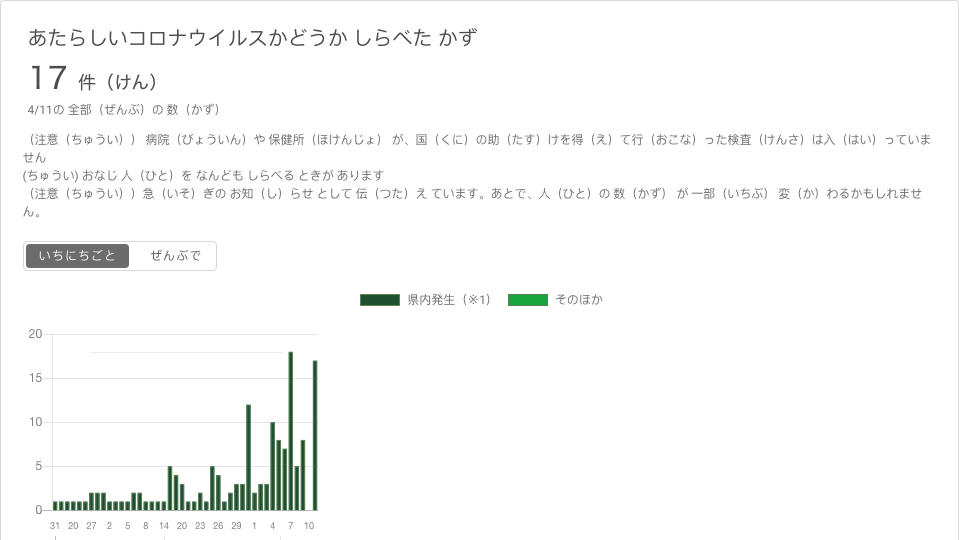 あたらしいコロナウイルスかどうか しらべた かず
17 件（けん）
4/11の 全部（ぜんぶ）の 数（かず）
（注意（ちゅうい）） 病院（びょういん）や 保健所（ほけんじょ） が、国（くに）の助（たす）けを得（え）て行（おこな）った検査（けんさ）は入（はい）っていま
せん
(ちゅうい) おなじ 人（ひと）を なんども しらべる ときが あります
（注意（ちゅうい））急（いそ）ぎの お知（し）らせ として 伝（つた）え ています。あとで、人（ひと）の 数（かず） が 一部（いちぶ） 変（か）わるかもしれませ
ん。
いちにちごと ぜんぶで
県内発生（※1） そのほか
20
15
10
5
0
31 20 27 2 5 8 14 20 23 26 29 1 4 7 10